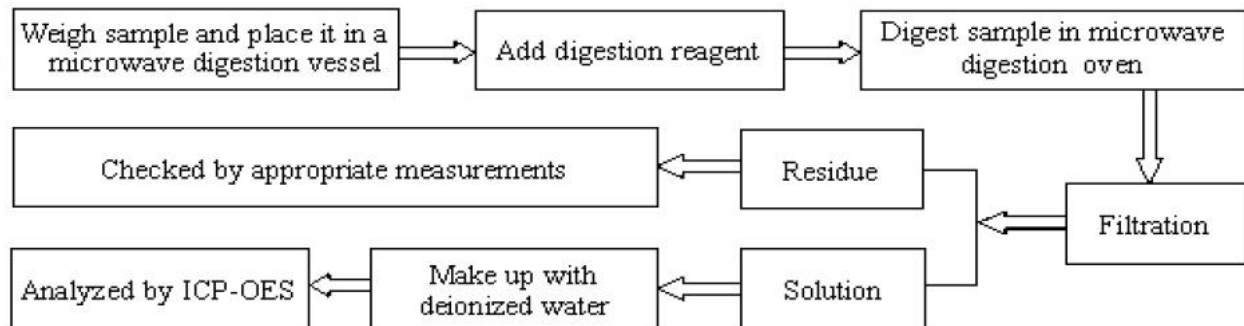 Weigh sample and place it in a
microwave digestion vessel
Add digestion reagent
Digest sample in microwave
digestion oven
Filtration
Residue
Checked by appropriate measurements
Solution
Make up with
deionized water
Analyzed by ICP-OES